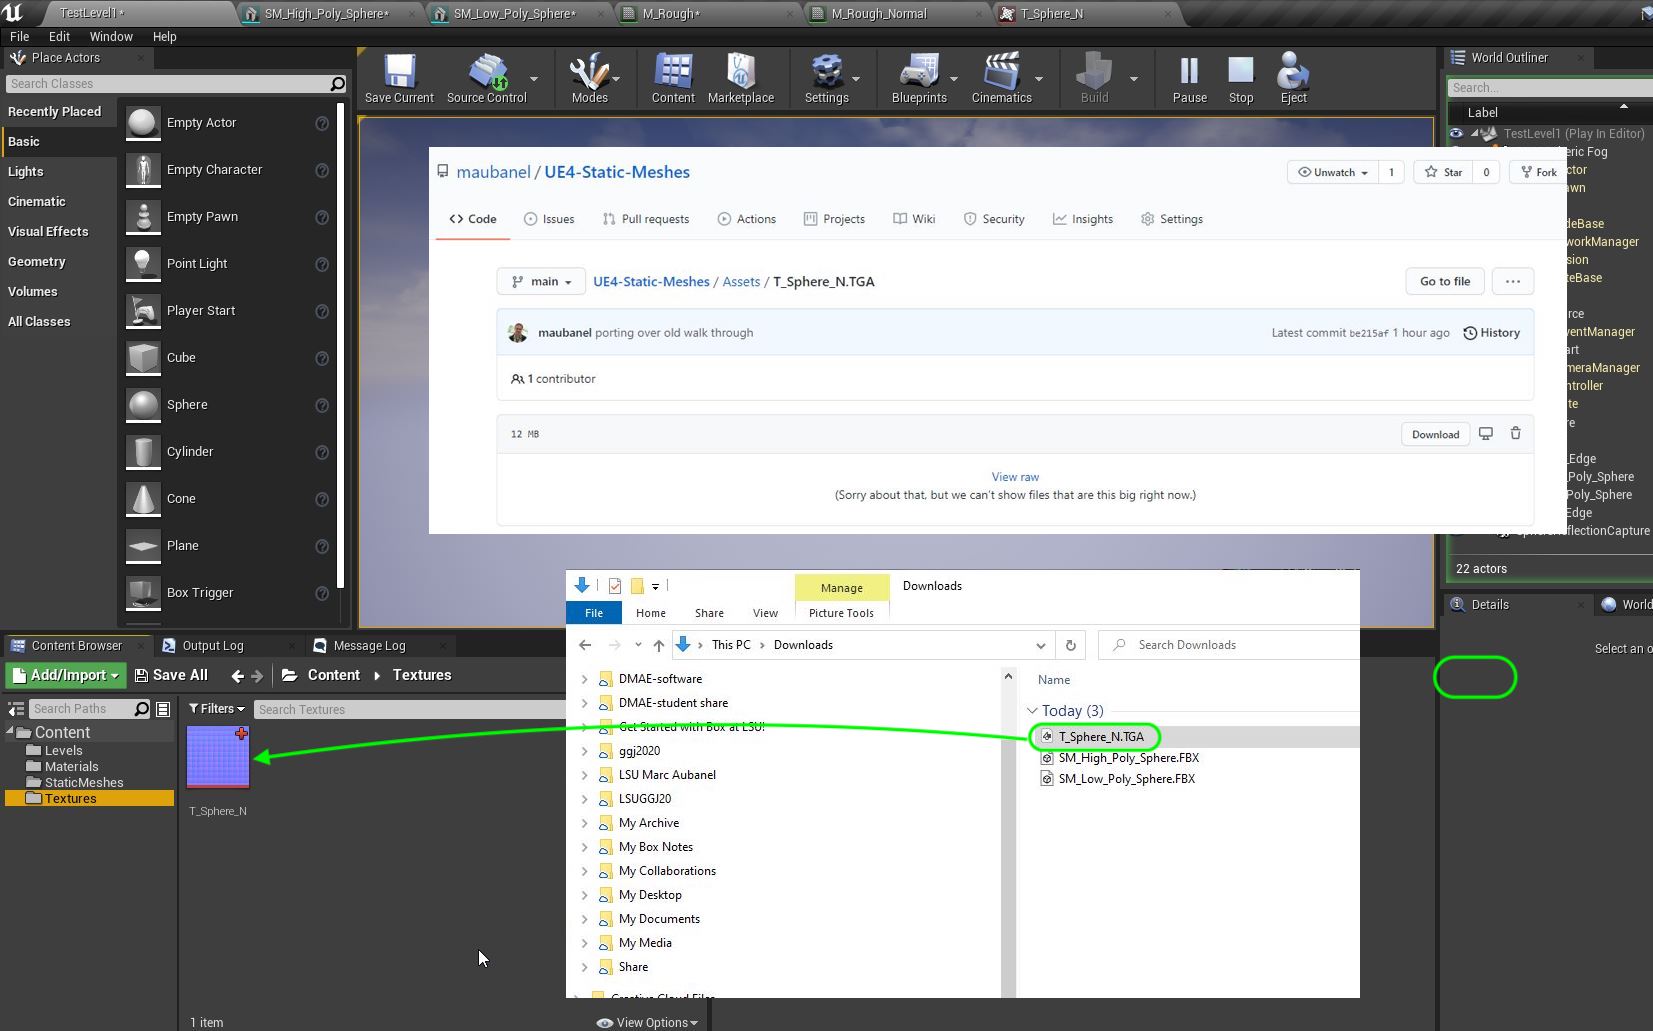 TestLevel1*
SM_High_Poly_Sphere*
SM_Low_Poly_Sphere*
M_Rough*
M_Rough_Normal
T_Sphere_N
File Edit Window Help
Place Actors
Search Classes
Recently Placed
Basic
Lights
Cinematic
Visual Effects
Geometry
Volumes
All Classes
Empty Actor
Empty Character
Empty Pawn
Point Light
Player Start
Cube
Sphere
Cylinder
Cone
Plane
Box Trigger
Save Current
Source Control
Modes
Content
Marketplace
Settings
Blueprints
Cinematics
Build
Pause
Stop
Eject
maubanel / UE4-Static-Meshes
Unwatch 1
Star 0
Fork
Code
Issues
Pull requests
Actions
Projects
Wiki
Security
Insights
Settings
main
UE4-Static-Meshes / Assets / T_Sphere_N.TGA
Go to file
...
maubanel porting over old walk through
Latest commit be215af 1 hour ago
History
1 contributor
12 MB
Download
View raw
(Sorry about that, but we can't show files that are this big right now.)
World Outliner
Search...
Label
TestLevel1 (Play In Editor)
eric Fog
ctor
awn
deBase
workManager
sion
teBase
rce
ventManager
art
meraManager
ontroller
te
re
_Edge
_Poly_Sphere
Poly_Sphere
Edge
SphereReflectionCapture
22 actors
Details
World
Select an o
Content Browser
Output Log
Message Log
Add/Import
Save All
Content
Textures
Search Paths
Filters
Search Textures
Content
Levels
Materials
StaticMeshes
Textures
T_Sphere_N
1 item
View Options
Manage
Downloads
File
Home
Share
View
Picture Tools
This PC
Downloads
Search Downloads
DMAE-software
DMAE-student share
Get Started with Box at LSU!
ggj2020
LSU Marc Aubanel
LSUGGJ20
My Archive
My Box Notes
My Collaborations
My Desktop
My Documents
My Media
Share
Creative Cloud Files
Name
Today (3)
T_Sphere_N.TGA
SM_High_Poly_Sphere.FBX
SM_Low_Poly_Sphere.FBX